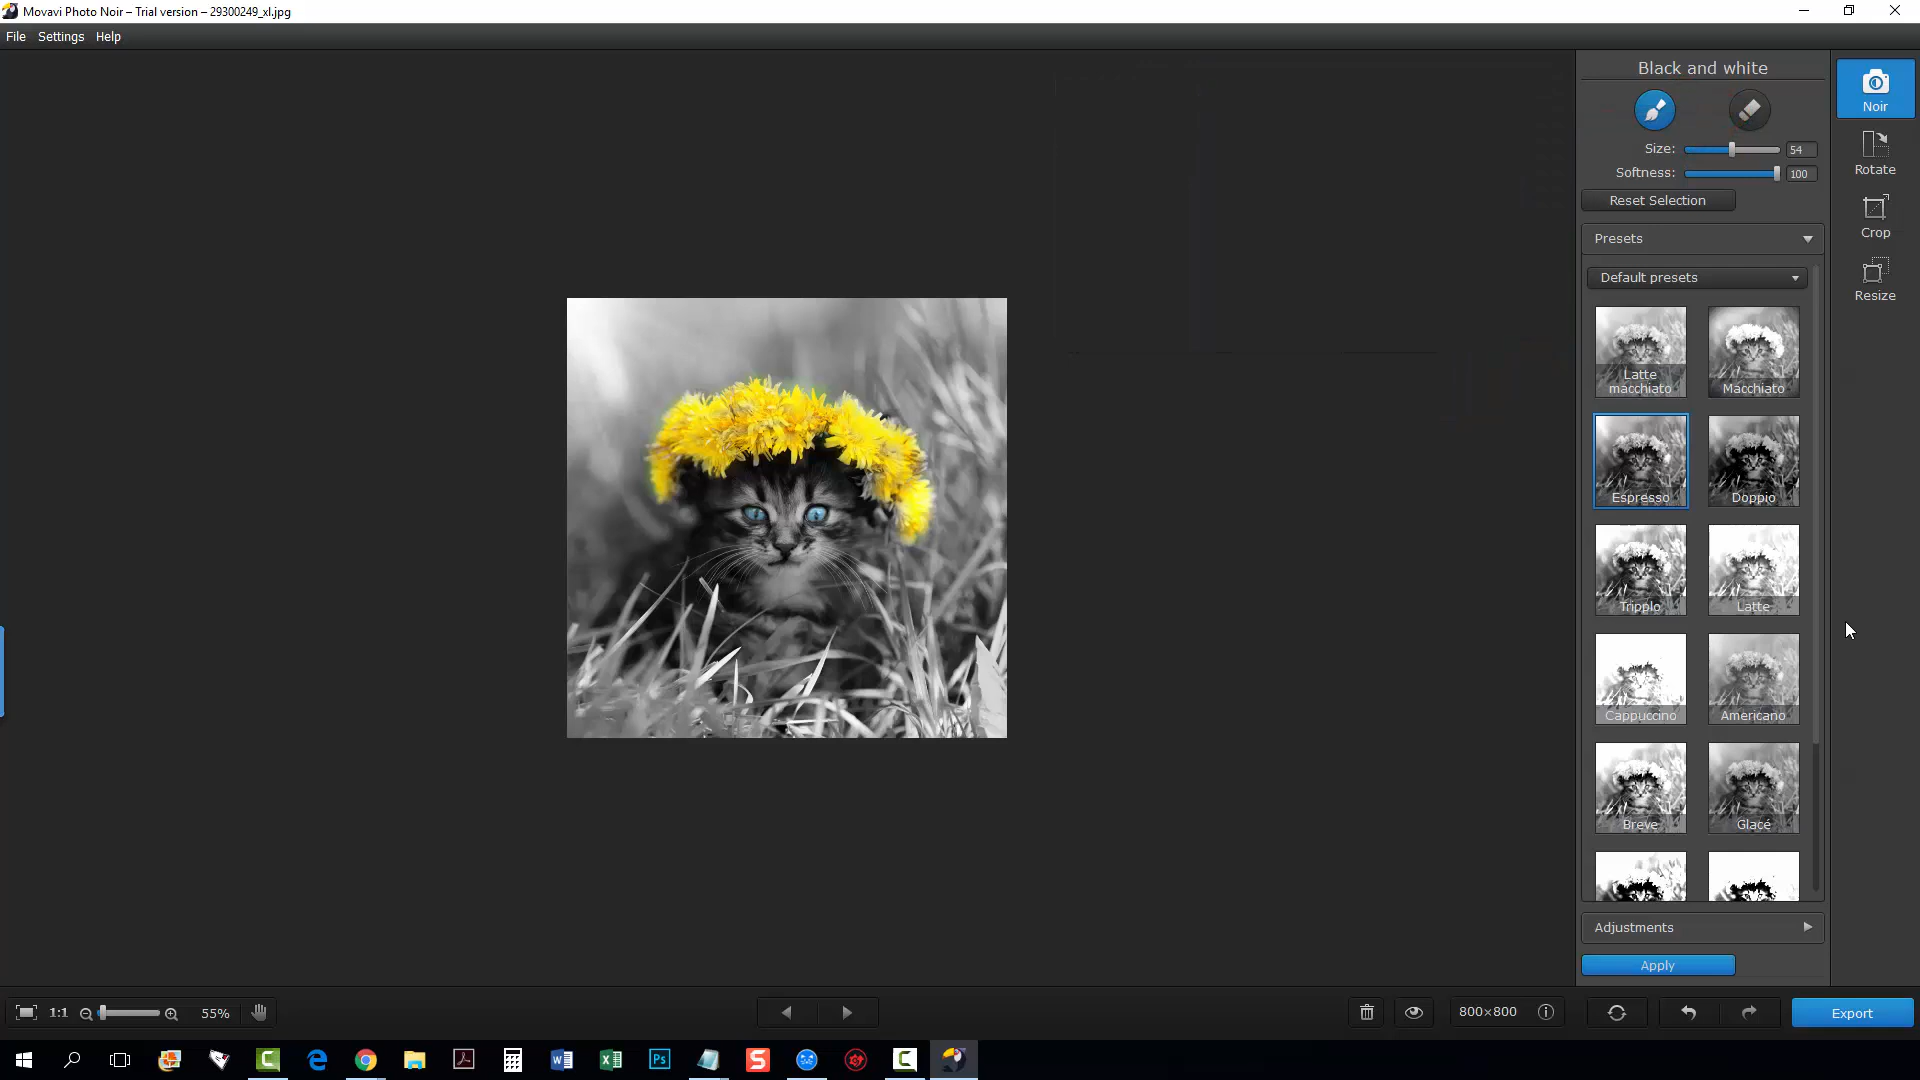 Movavi Photo Noir – Trial version – 29300249_xl.jpg
File Settings Help
Black and white
Size: 54
Softness: 100
Reset Selection
Presets
Default presets
Latte macchiato
Macchiato
Espresso
Doppio
Tripplo
Latte
Cappuccino
Americano
Breve
Glacé
Adjustments
Apply
Noir
Rotate
Crop
Resize
1:1
55%
800×800
Export